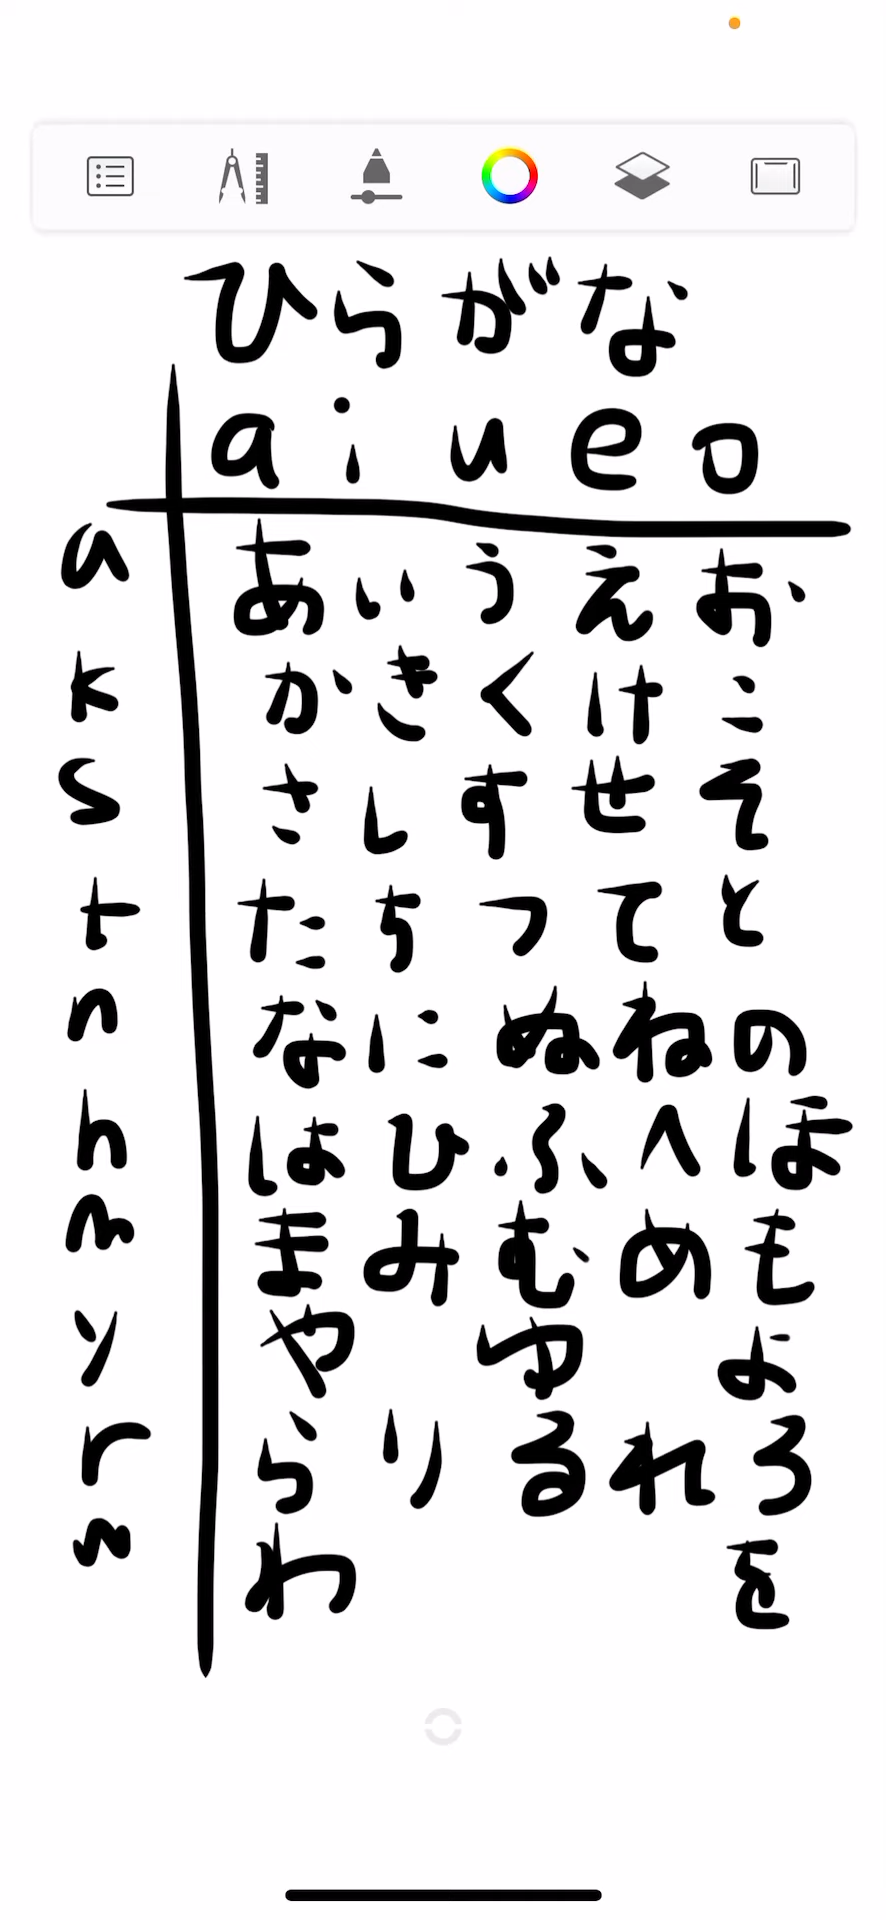 ひらがな
a i u e o
a あ い う え お
k か き く け こ
s さ し す せ そ
t た ち つ て と
n な に ぬ ね の
h は ひ ふ へ ほ
m ま み む め も
y や ゆ よ
r ら り る れ ろ
w わ を